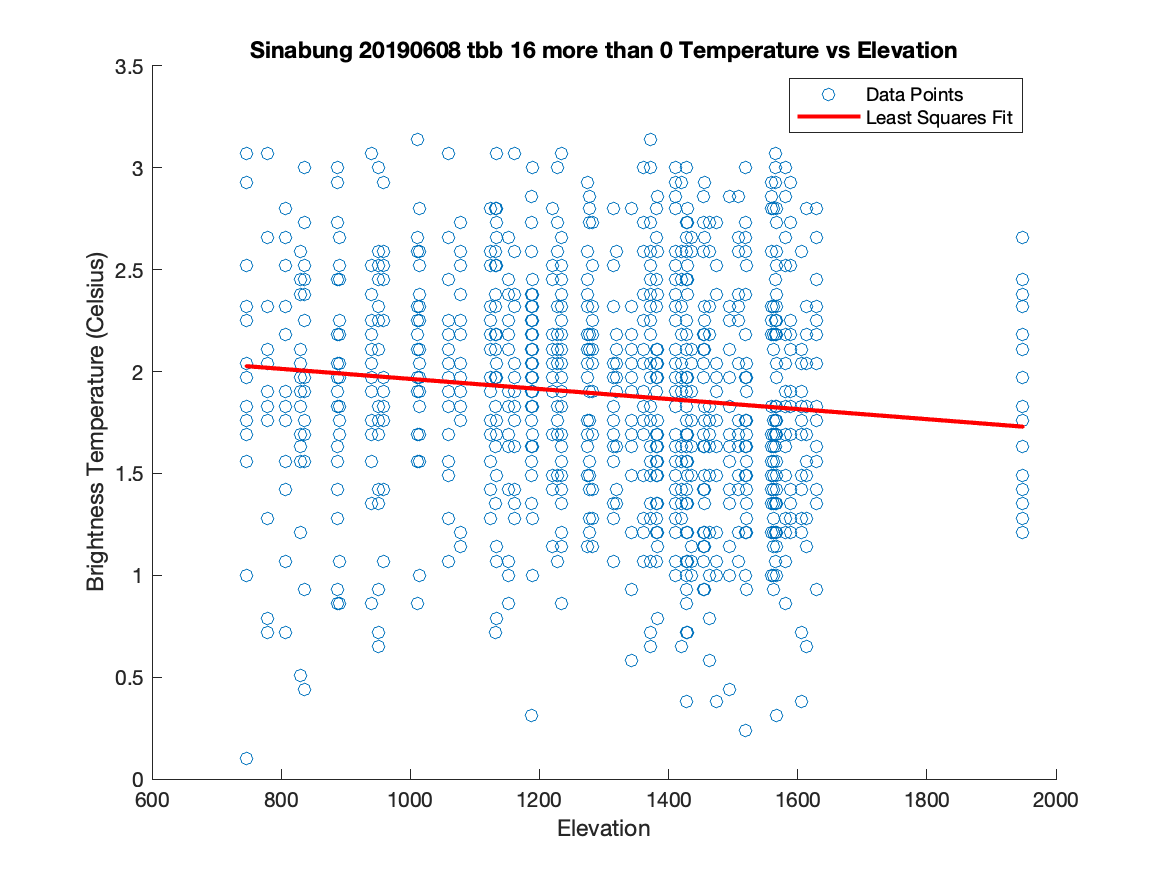 Sinabung 20190608 tbb 16 more than 0 Temperature vs Elevation
Data Points
Least Squares Fit
Brightness Temperature (Celsius)
3.5
3
2.5
2
1.5
1
0.5
0
600 800 1000 1200 1400 1600 1800 2000
Elevation